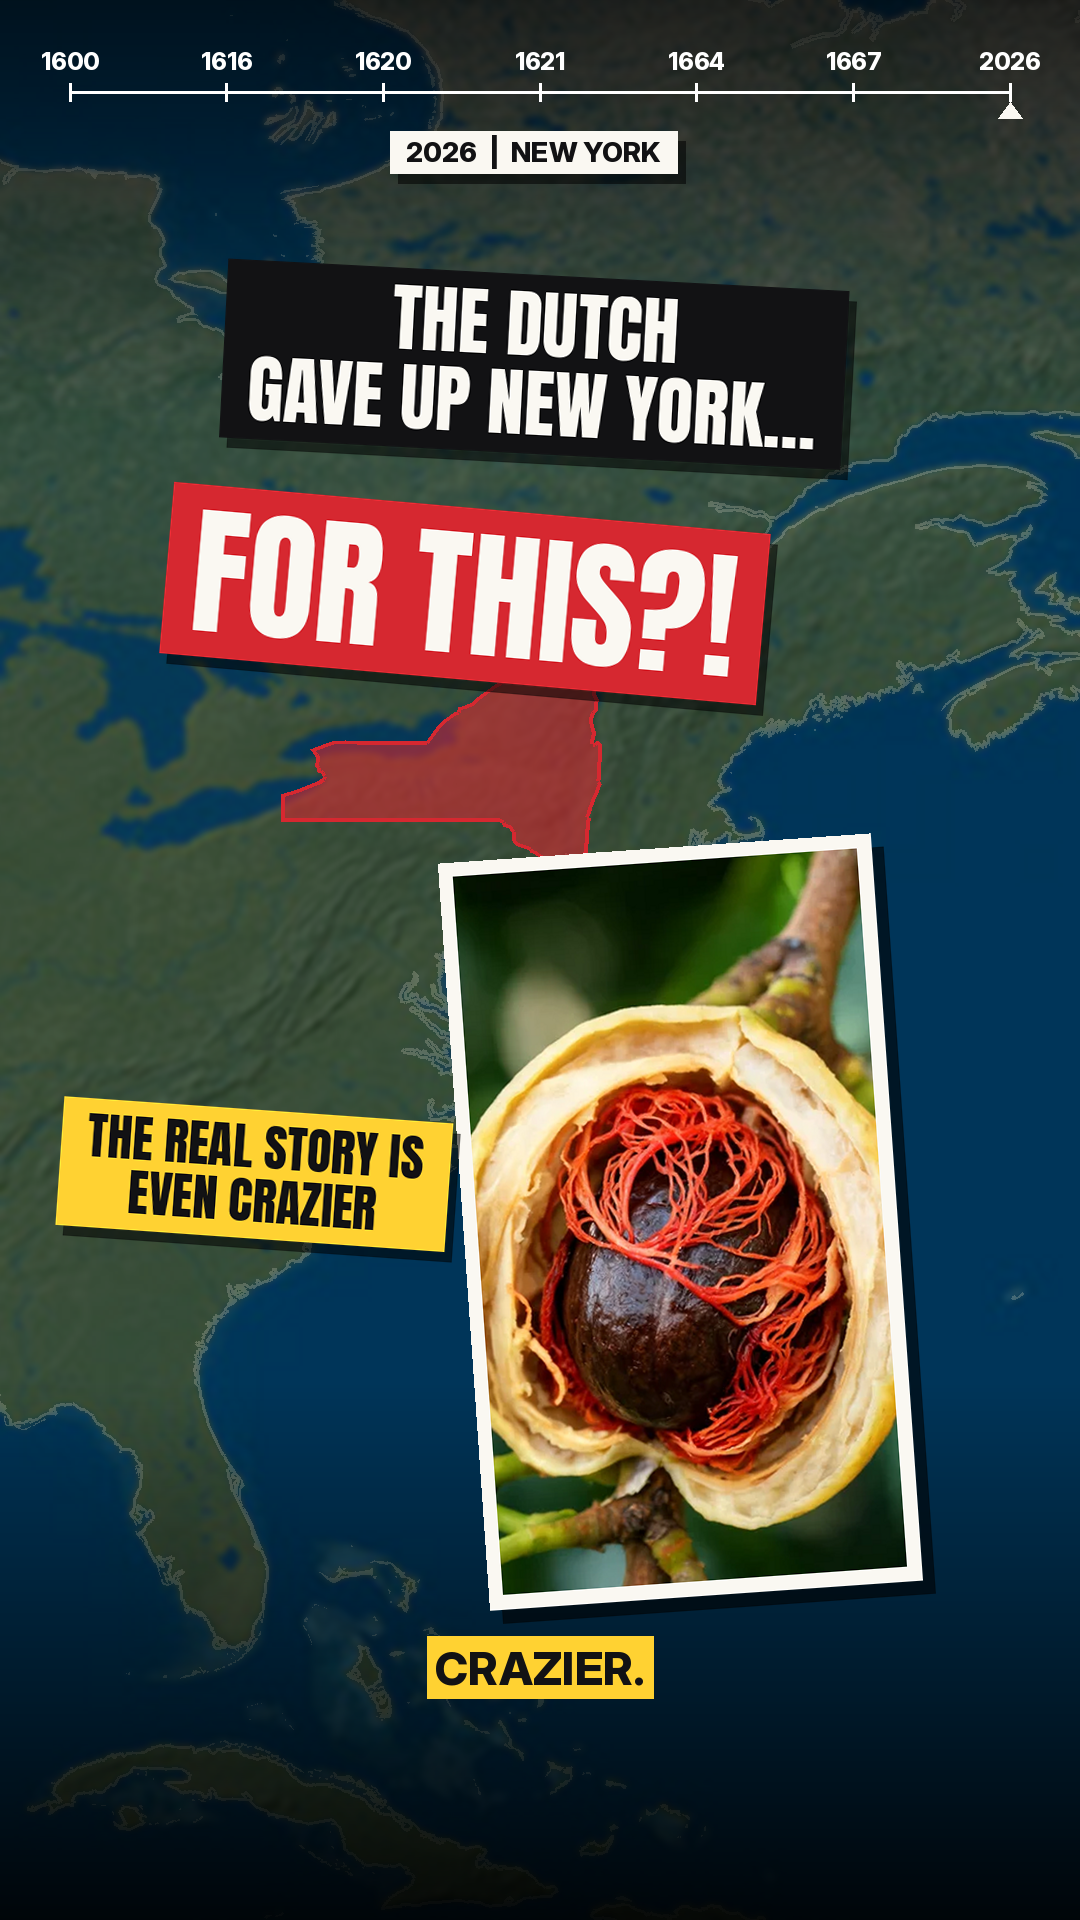 1600 1616 1620 1621 1664 1667 2026
2026 | NEW YORK
THE DUTCH
GAVE UP NEW YORK...
FOR THIS?!
THE REAL STORY IS
EVEN CRAZIER
CRAZIER.